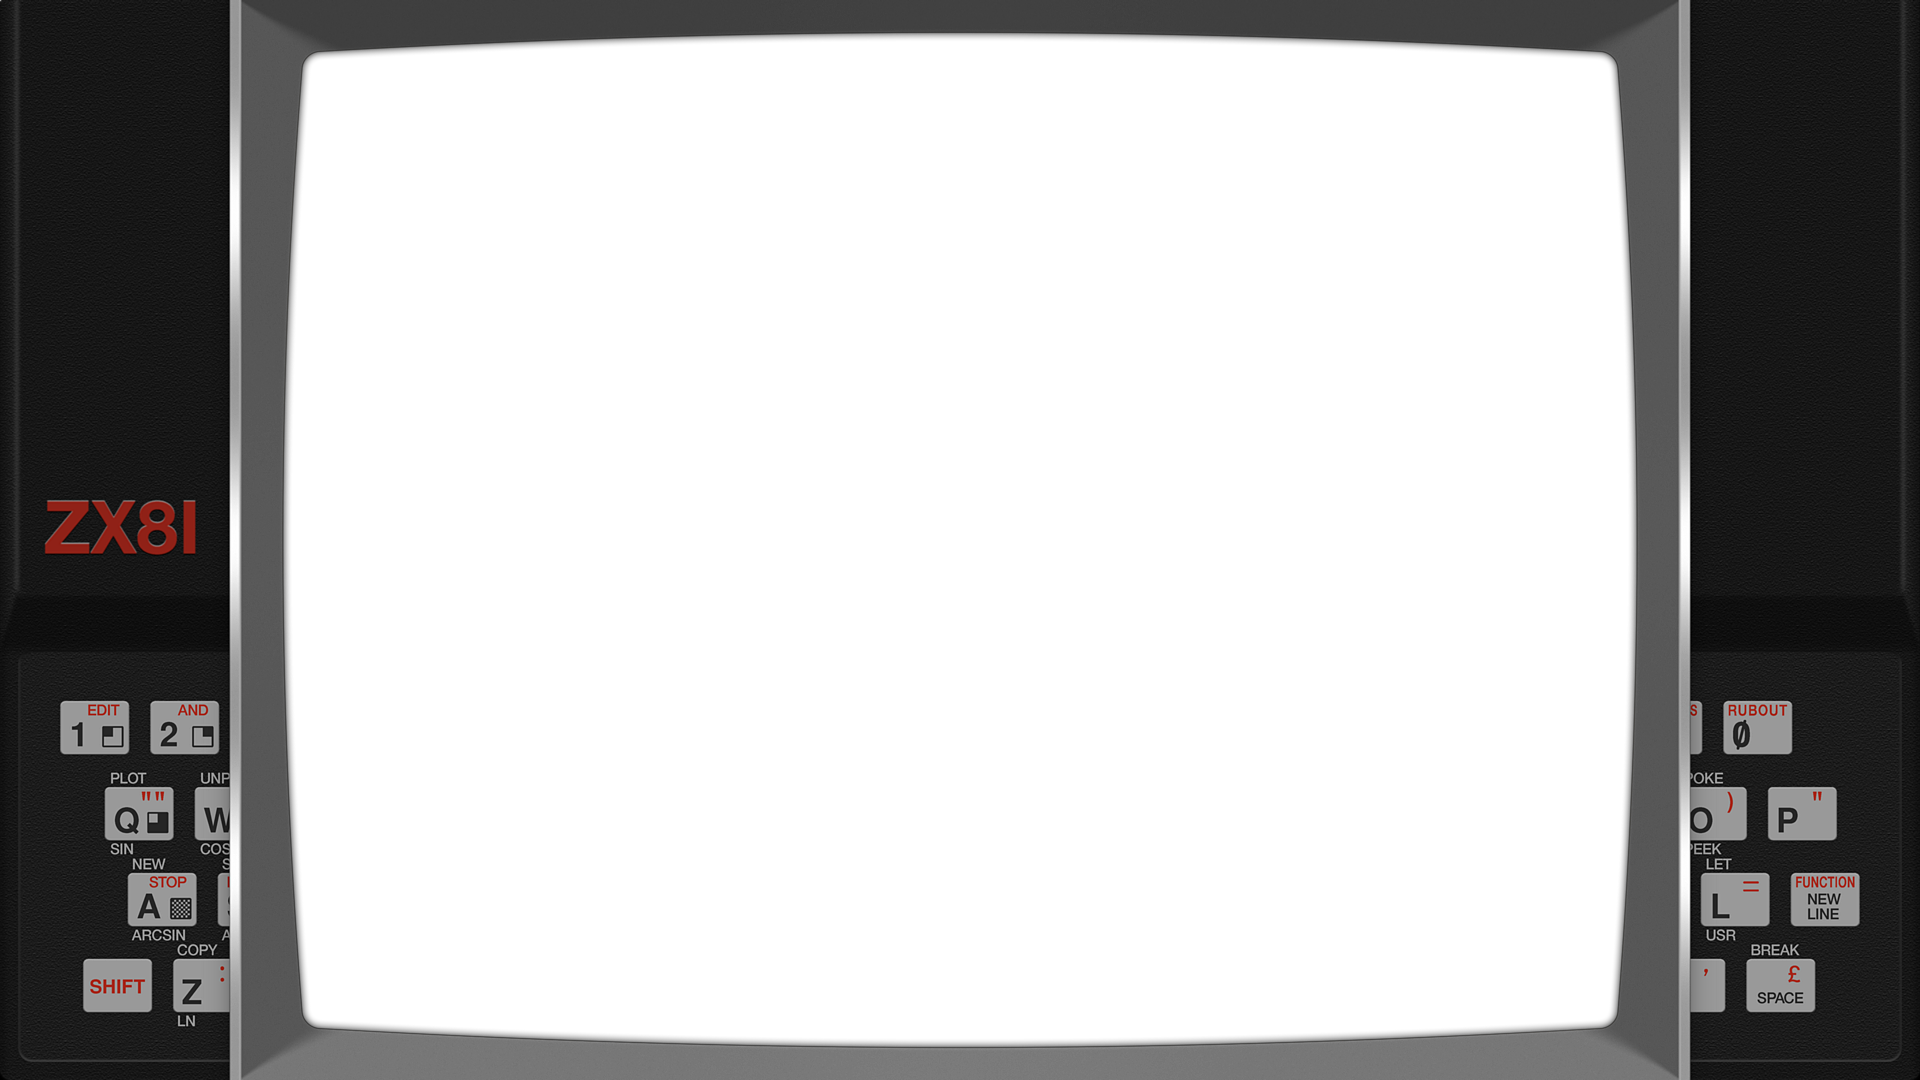 ZX81
EDIT
1
AND
2
PLOT
UNP
""
Q
W
SIN
COS
NEW
S
STOP
A
ARCSIN
A
COPY
SHIFT
:
Z
LN
S
RUBOUT
0
POKE
)
O
"
P
PEEK
LET
=
L
FUNCTION
NEW
LINE
USR
BREAK
,
£
SPACE